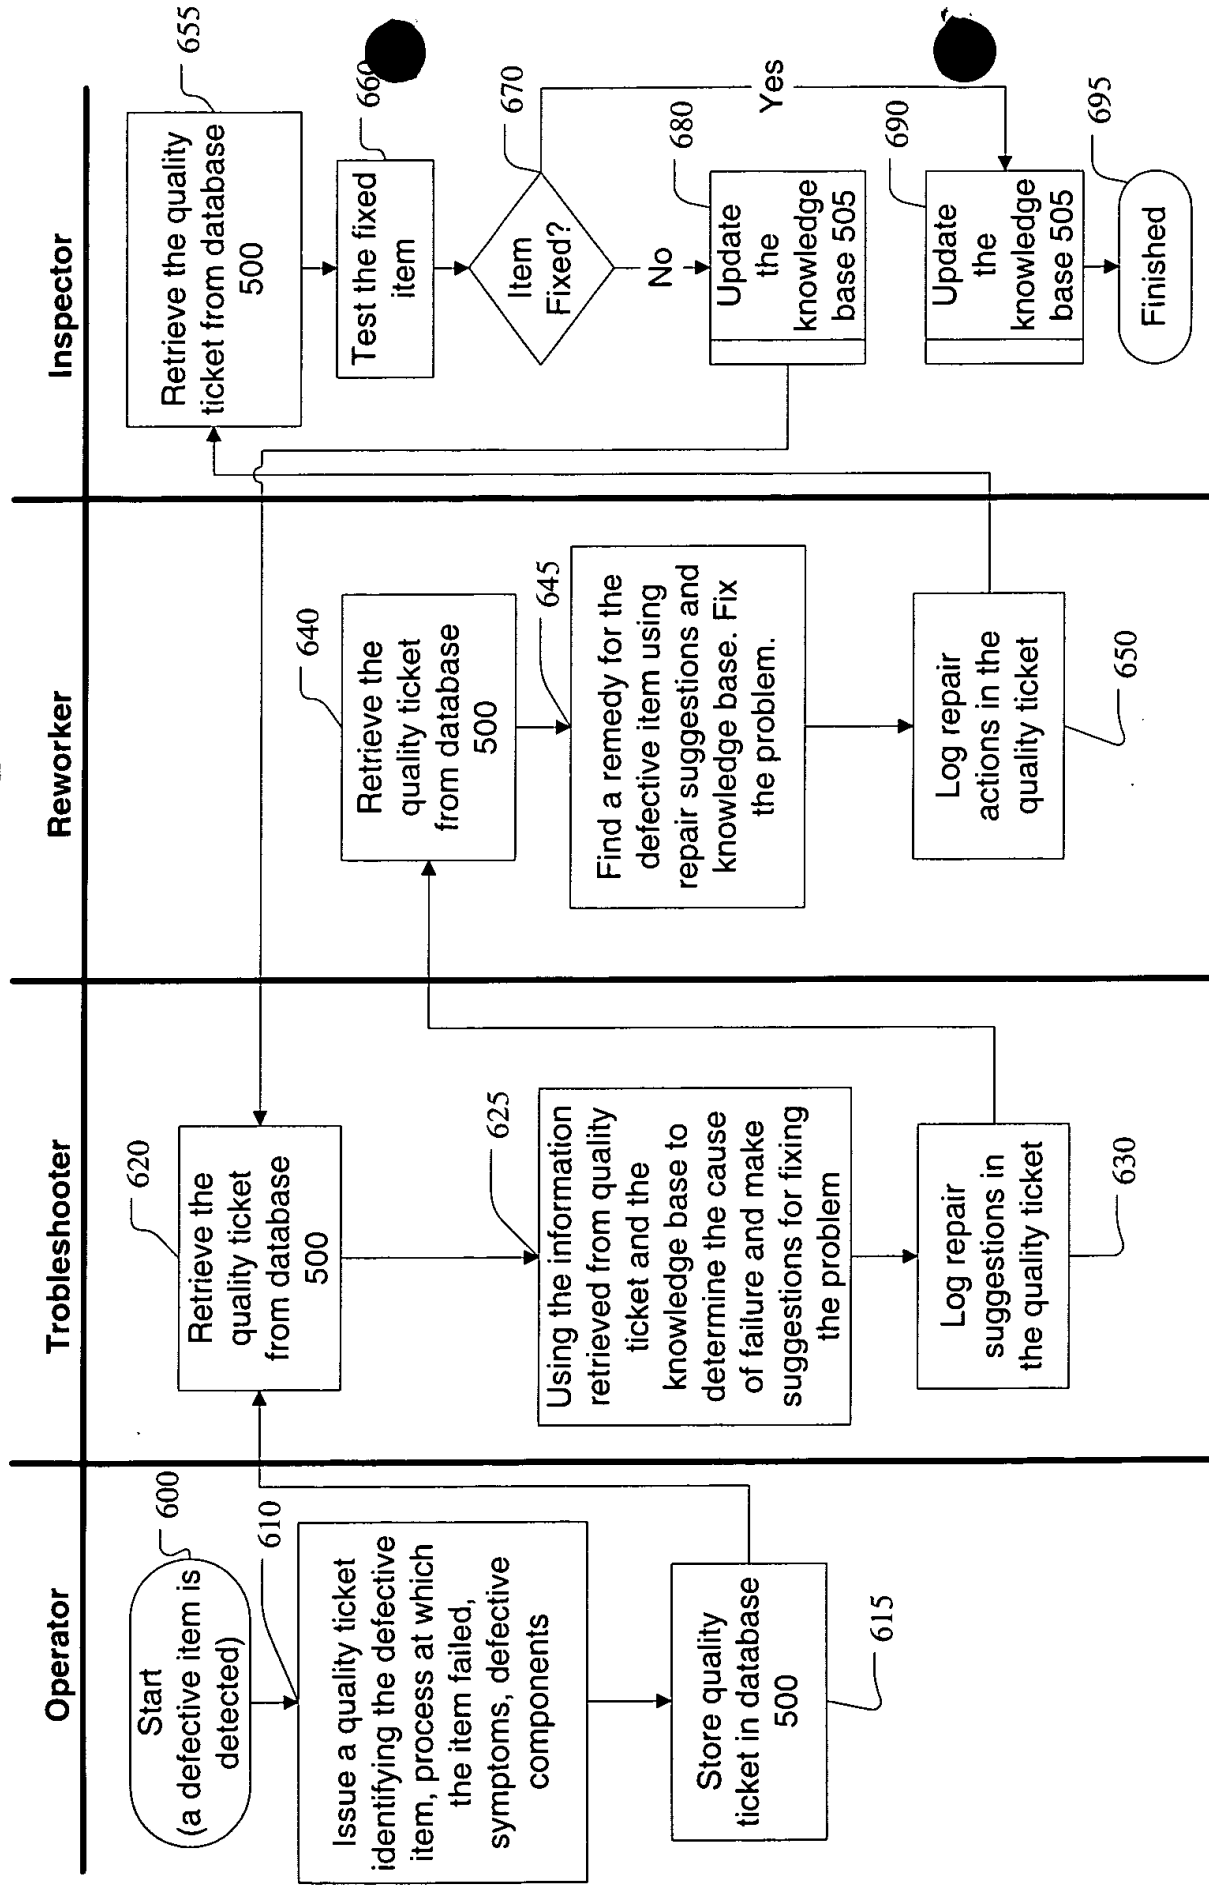 Operator
Trobleshooter
Reworker
Inspector
Start
(a defective item is
detected)
600
610
Issue a quality ticket
identifying the defective
item, process at which
the item failed,
symptoms, defective
components
Store quality
ticket in database
500
615
620
Retrieve the
quality ticket
from database
500
625
Using the information
retrieved from quality
ticket and the
knowledge base to
determine the cause
of failure and make
suggestions for fixing
the problem
Log repair
suggestions in
the quality ticket
630
640
Retrieve the
quality ticket
from database
500
645
Find a remedy for the
defective item using
repair suggestions and
knowledge base. Fix
the problem.
Log repair
actions in the
quality ticket
650
655
Retrieve the quality
ticket from database
500
660
Test the fixed
item
670
Item
Fixed?
No
Yes
680
Update
the
knowledge
base 505
690
Update
the
knowledge
base 505
695
Finished